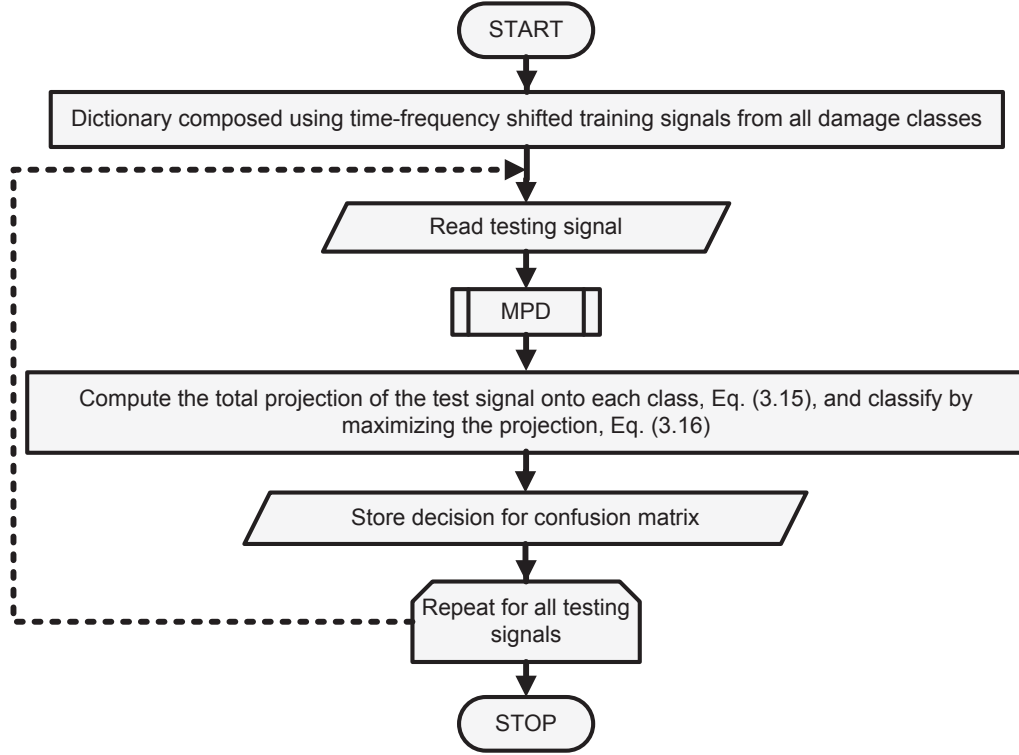 START
Dictionary composed using time-frequency shifted training signals from all damage classes
Read testing signal
MPD
Compute the total projection of the test signal onto each class, Eq. (3.15), and classify by
maximizing the projection, Eq. (3.16)
Store decision for confusion matrix
Repeat for all testing
signals
STOP